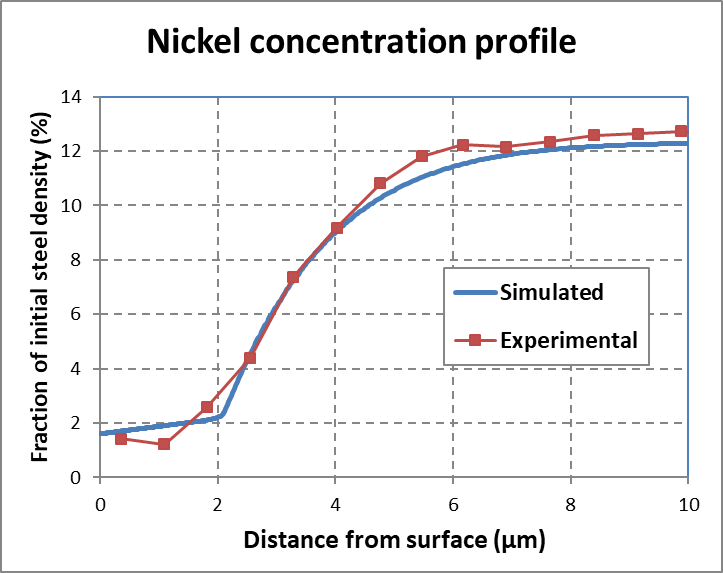 Nickel concentration profile
Fraction of initial steel density (%)
14
12
10
8
6
4
2
0
Simulated
Experimental
0 2 4 6 8 10
Distance from surface (µm)